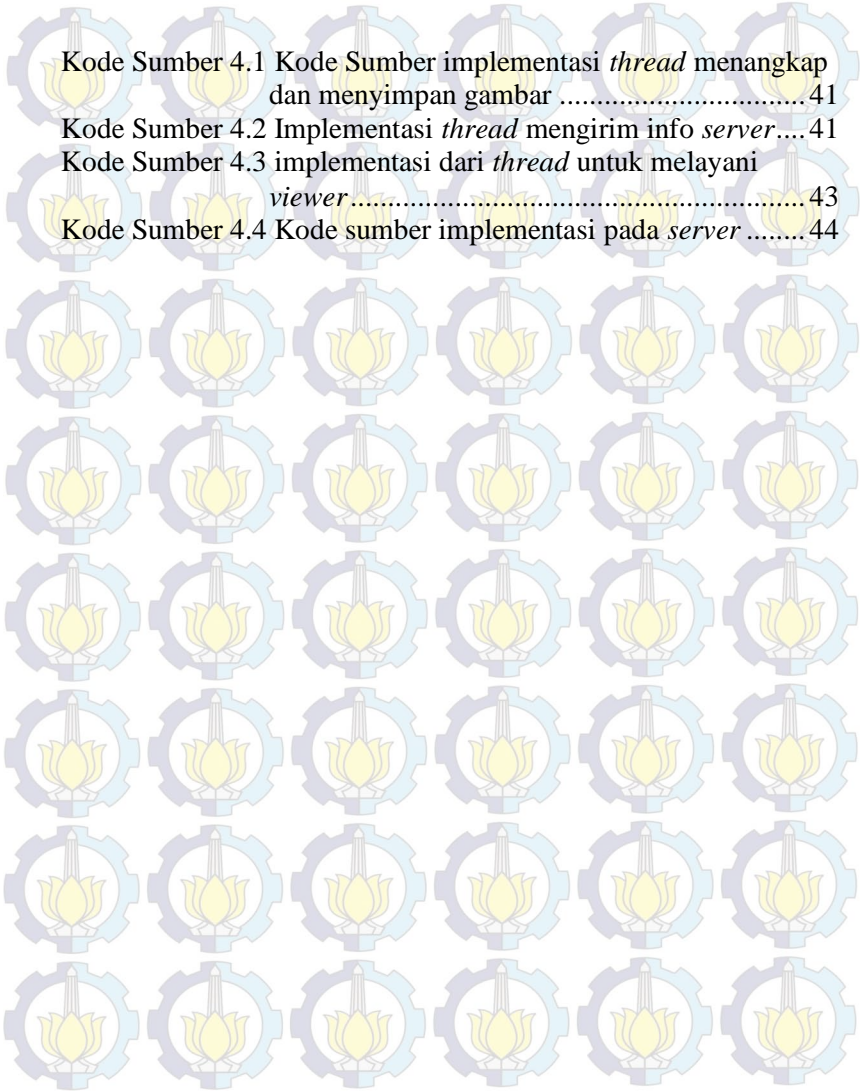 Kode Sumber 4.1 Kode Sumber implementasi thread menangkap
dan menyimpan gambar ............................... 41
Kode Sumber 4.2 Implementasi thread mengirim info server.... 41
Kode Sumber 4.3 implementasi dari thread untuk melayani
viewer......................................................... 43
Kode Sumber 4.4 Kode sumber implementasi pada server ........ 44